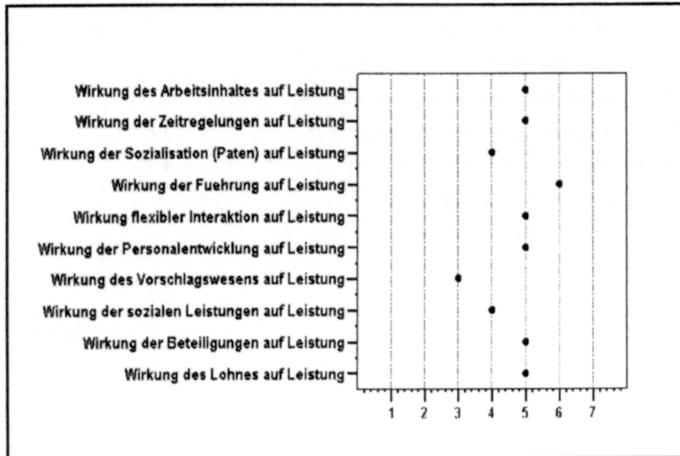 Wirkung des Arbeitsinhaltes auf Leistung
Wirkung der Zeitregelungen auf Leistung
Wirkung der Sozialisation (Paten) auf Leistung
Wirkung der Fuehrung auf Leistung
Wirkung flexibler Interaktion auf Leistung
Wirkung der Personalentwicklung auf Leistung
Wirkung des Vorschlagswesens auf Leistung
Wirkung der sozialen Leistungen auf Leistung
Wirkung der Beteiligungen auf Leistung
Wirkung des Lohnes auf Leistung
1 2 3 4 5 6 7